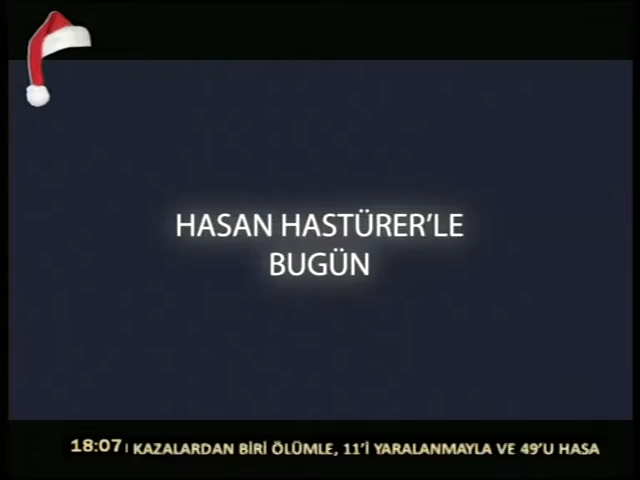 HASAN HASTÜRER'LE
BUGÜN
18:07 KAZALARDAN BİRİ ÖLÜMLE, 11'İ YARALANMAYLA VE 49'U HASA